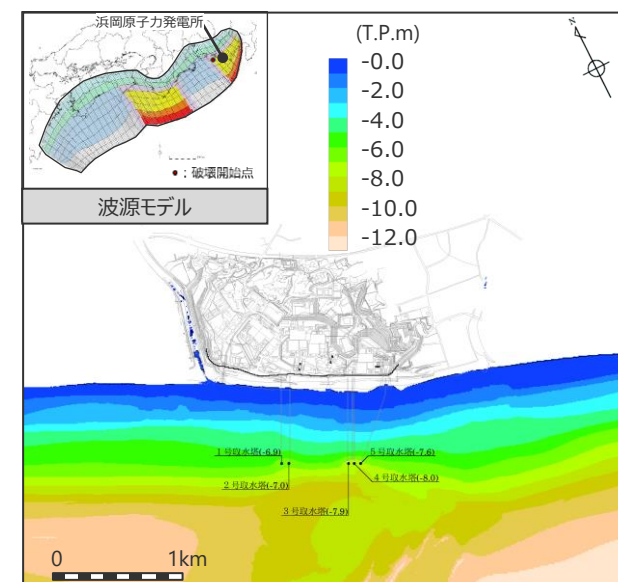 浜岡原子力発電所
●：破壊開始点
波源モデル
(T.P.m)
-0.0
-2.0
-4.0
-6.0
-8.0
-10.0
-12.0
N
1号取水塔(-6.9)
5号取水塔(-7.6)
2号取水塔(-7.0)
4号取水塔(-8.0)
3号取水塔(-7.9)
0 1km